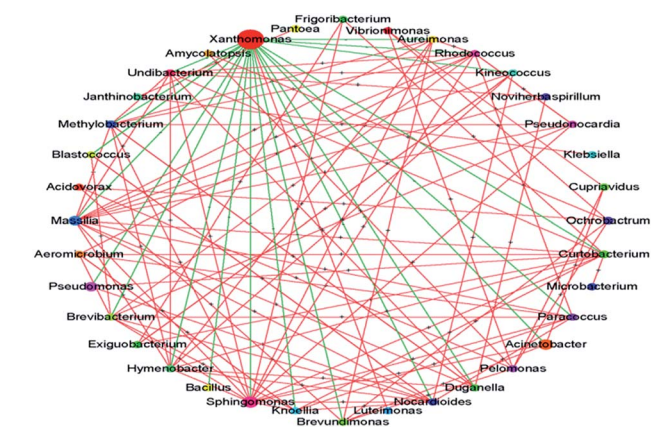 Frigoribacterium
Pantoea
Vibrionimonas
Xanthomonas
Aureimonas
Amycolatopsis
Rhodococcus
Undibacterium
Kineococcus
Janthinobacterium
Noviherbaspirillum
Methylobacterium
Pseudonocardia
Blastococcus
Klebsiella
Acidovorax
Cupriavidus
Massilia
Ochrobactrum
Aeromicrobium
Curtobacterium
Pseudomonas
Microbacterium
Brevibacterium
Paracoccus
Exiguobacterium
Acinetobacter
Hymenobacter
Pelomonas
Bacillus
Duganella
Sphingomonas
Nocardioides
Knoellia
Luteimonas
Brevundimonas